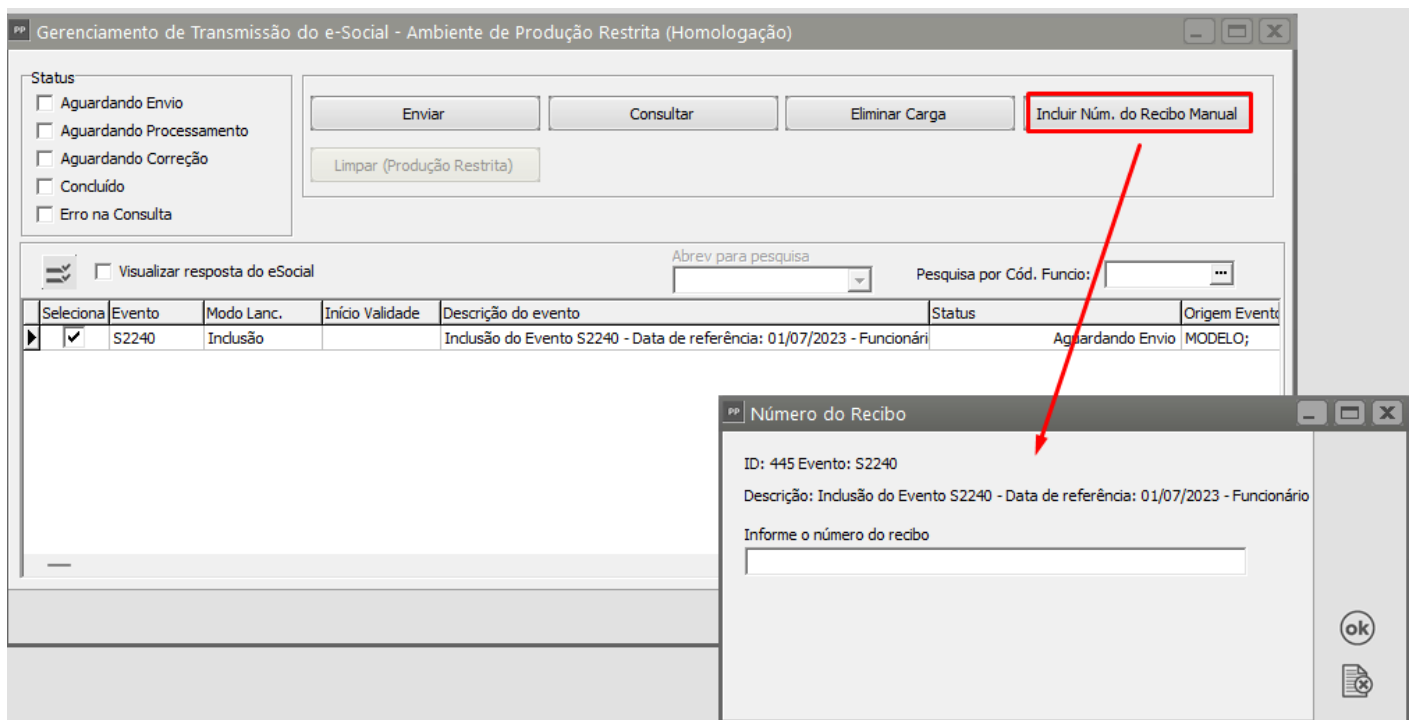 PP Gerenciamento de Transmissão do e-Social - Ambiente de Produção Restrita (Homologação)
Status
Aguardando Envio
Aguardando Processamento
Aguardando Correção
Concluído
Erro na Consulta
Enviar Consultar Eliminar Carga Incluir Núm. do Recibo Manual
Limpar (Produção Restrita)
Visualizar resposta do eSocial
Abrev para pesquisa
Pesquisa por Cód. Funcio: ...
Seleciona Evento Modo Lanc. Início Validade Descrição do evento Status Origem Evento
S2240 Inclusão Inclusão do Evento S2240 - Data de referência: 01/07/2023 - Funcionári Aguardando Envio MODELO;
PP Número do Recibo
ID: 445 Evento: S2240
Descrição: Inclusão do Evento S2240 - Data de referência: 01/07/2023 - Funcionário
Informe o número do recibo
ok